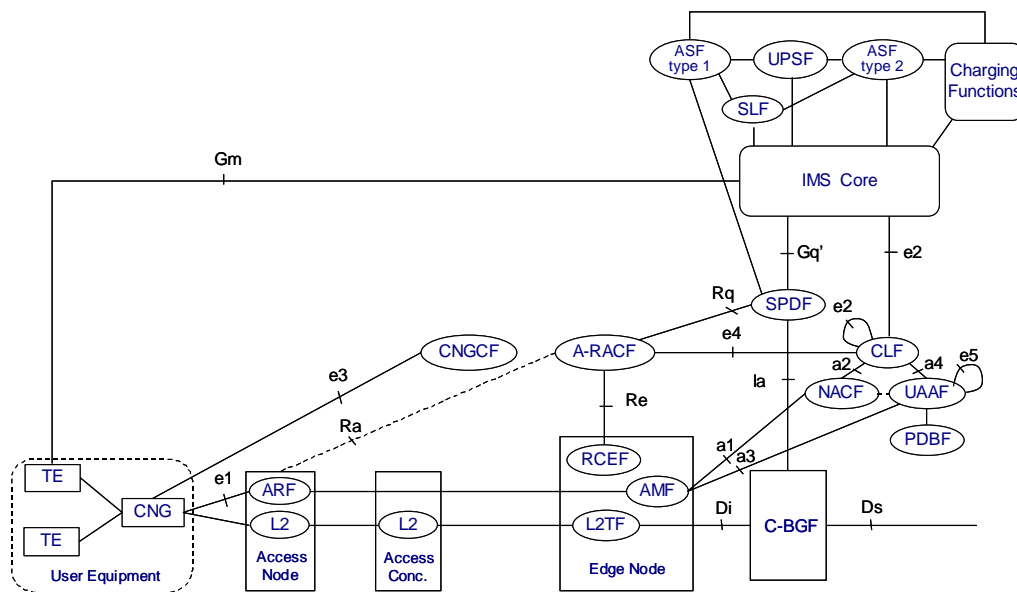 ASF
type 1
UPSF
ASF
type 2
Charging
Functions
SLF
Gm
IMS Core
Gq'
e2
Rq
SPDF
e2
CNGCF
A-RACF
e4
CLF
e5
a2
a4
e3
Ia
NACF
UAAF
Re
Ra
PDBF
a1
a3
RCEF
TE
e1
ARF
AMF
CNG
Di
Ds
L2
L2
L2TF
C-BGF
TE
Access
Node
Access
Conc.
Edge Node
User Equipment